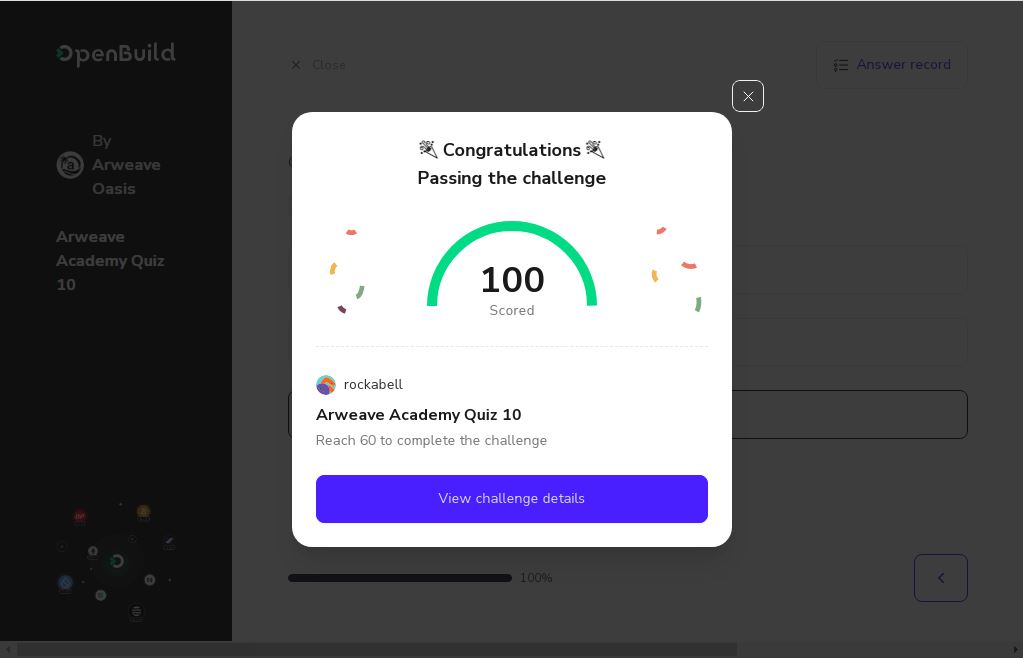 OpenBuild
Close
Answer record
By
Arweave
Oasis
Arweave
Academy Quiz
10
Congratulations
Passing the challenge
100
Scored
rockabell
Arweave Academy Quiz 10
Reach 60 to complete the challenge
View challenge details
100%